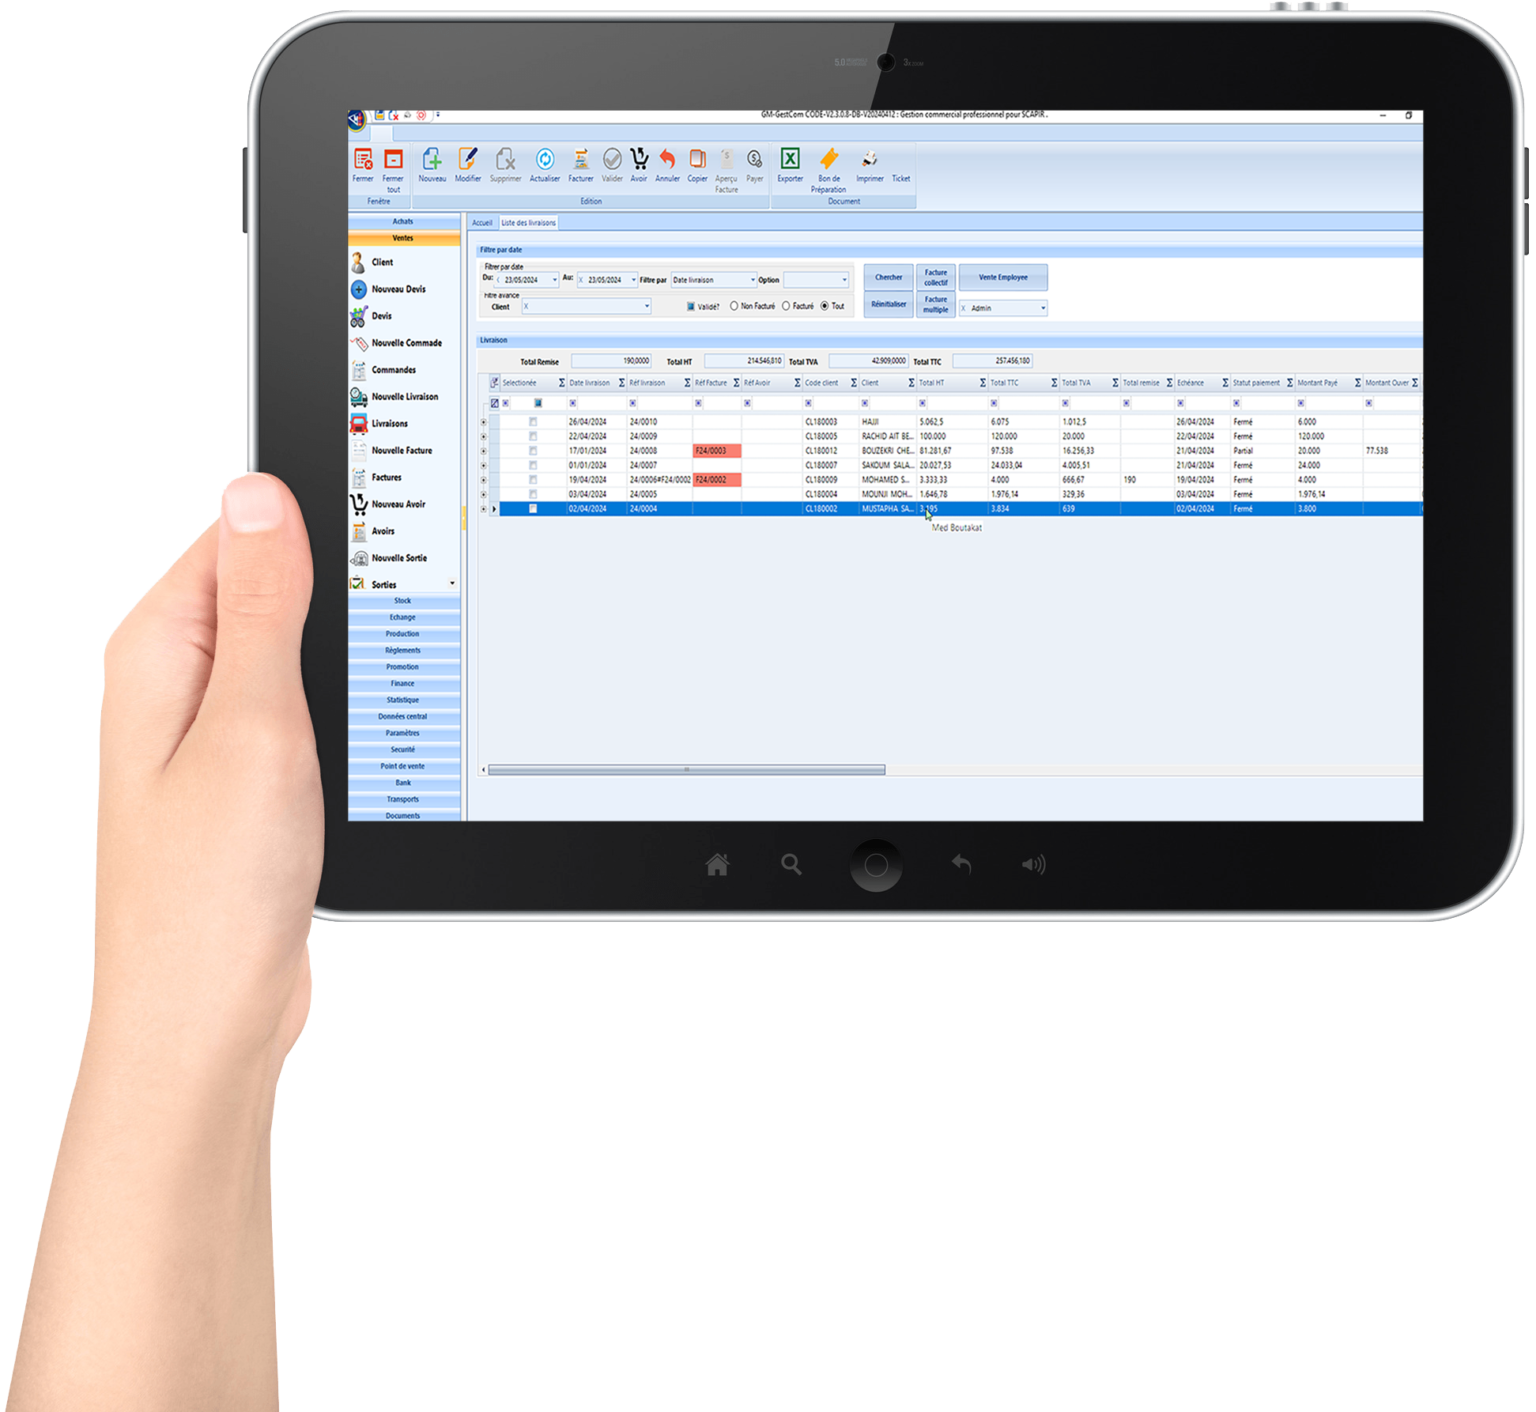 GM-GestCom CODE-V2.3.0.8-DB-V20240412 : Gestion commercial professionnel pour SCAPIR .
Fermer Fermer tout Nouveau Modifier Supprimer Actualiser Facturer Valider Avoir Annuler Copier Aperçu Facture Payer Exporter Bon de Préparation Imprimer Ticket
Fenêtre Edition Document
Achats
Ventes
Client
Nouveau Devis
Devis
Nouvelle Commade
Commandes
Nouvelle Livraison
Livraisons
Nouvelle Facture
Factures
Nouveau Avoir
Avoirs
Nouvelle Sortie
Sorties
Stock
Echange
Production
Règlements
Promotion
Finance
Statistique
Données central
Paramètres
Securité
Point de vente
Bank
Transports
Documents
Accueil Liste des livraisons
Filtre par date
Filtrer par date
Du: 23/05/2024 Au: X 23/05/2024 Filtre par Date livraison Option
Client X Validé? Non Facturé Facturé Tout
Chercher Facture collectif Vente Employee
Réinitialiser Facture multiple X Admin
Livraison
Total Remise 190,0000 Total HT 214.546,810 Total TVA 42.909,0000 Total TTC 257.456,180
Selectionée Σ Date livraison Σ Réf livraison Σ Réf Facture Σ Réf Avoir Σ Code client Σ Client Σ Total HT Σ Total TTC Σ Total TVA Σ Total remise Σ Echéance Σ Statut paiement Σ Montant Payé Σ Montant Ouver Σ
26/04/2024 24/0010 CL180003 HAJJI 5.062,5 6.075 1.012,5 26/04/2024 Fermé 6.000
22/04/2024 24/0009 CL180005 RACHID AIT BE... 100.000 120.000 20.000 22/04/2024 Fermé 120.000
17/01/2024 24/0008 F24/0003 CL180012 BOUZEKRI CHE... 81.281,67 97.538 16.256,33 21/04/2024 Partial 20.000 77.538
01/01/2024 24/0007 CL180007 SAKOUM SALA... 20.027,53 24.033,04 4.005,51 21/04/2024 Fermé 24.000
19/04/2024 24/0006#F24/0002 F24/0002 CL180009 MOHAMED S... 3.333,33 4.000 666,67 190 19/04/2024 Fermé 4.000
03/04/2024 24/0005 CL180004 MOUNJI MOH... 1.646,78 1.976,14 329,36 03/04/2024 Fermé 1.976,14
02/04/2024 24/0004 CL180002 MUSTAPHA SA... 3.195 3.834 639 02/04/2024 Fermé 3.800
Med Boutakat